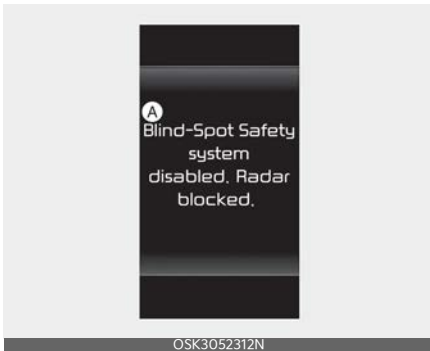 A
Blind-Spot Safety
system
disabled. Radar
blocked.
OSK3052312N